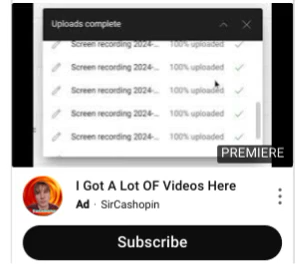 Uploads complete
Screen recording 2024-... 100% uploaded
Screen recording 2024-... 100% uploaded
Screen recording 2024-... 100% uploaded
Screen recording 2024-... 100% uploaded
Screen recording 2024-... 100% uploaded
PREMIERE
I Got A Lot OF Videos Here
Ad · SirCashopin
Subscribe